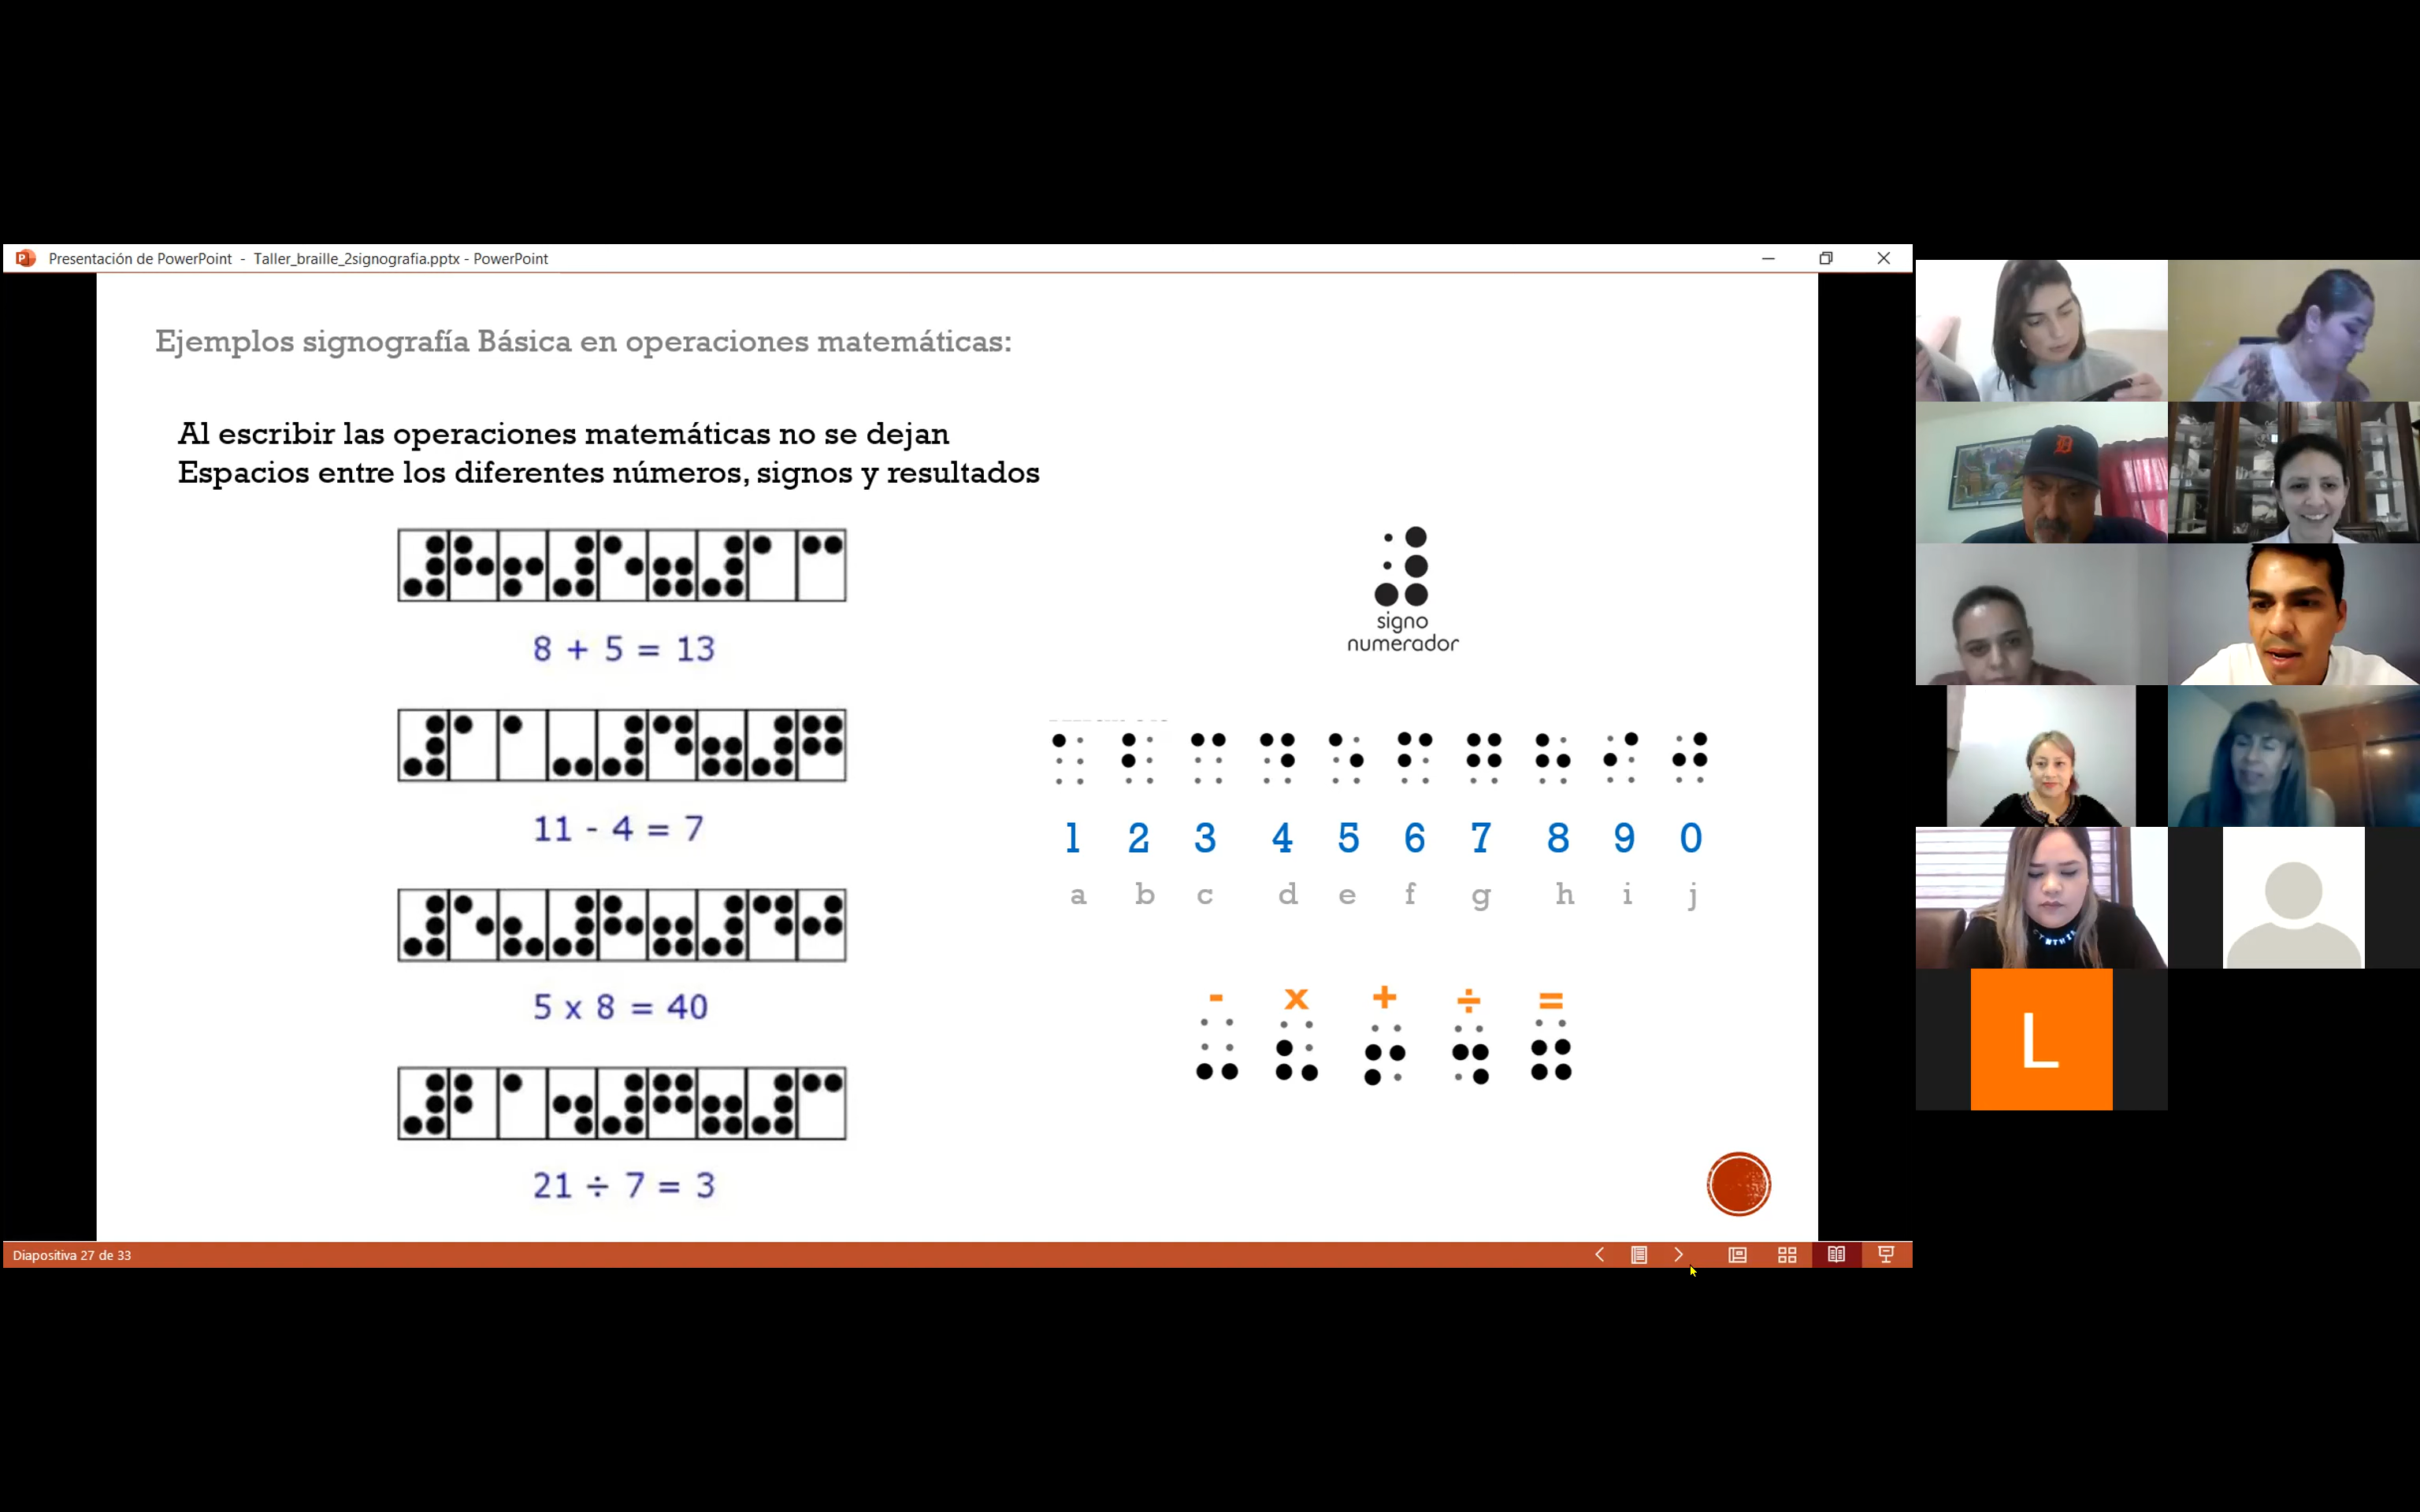 Presentación de PowerPoint - Taller_braille_2signografia.pptx - PowerPoint
Ejemplos signografía Básica en operaciones matemáticas:
Al escribir las operaciones matemáticas no se dejan
Espacios entre los diferentes números, signos y resultados
8 + 5 = 13
11 - 4 = 7
5 x 8 = 40
21 ÷ 7 = 3
signo
numerador
1 2 3 4 5 6 7 8 9 0
a b c d e f g h i j
- x + ÷ =
Diapositiva 27 de 33
D
L